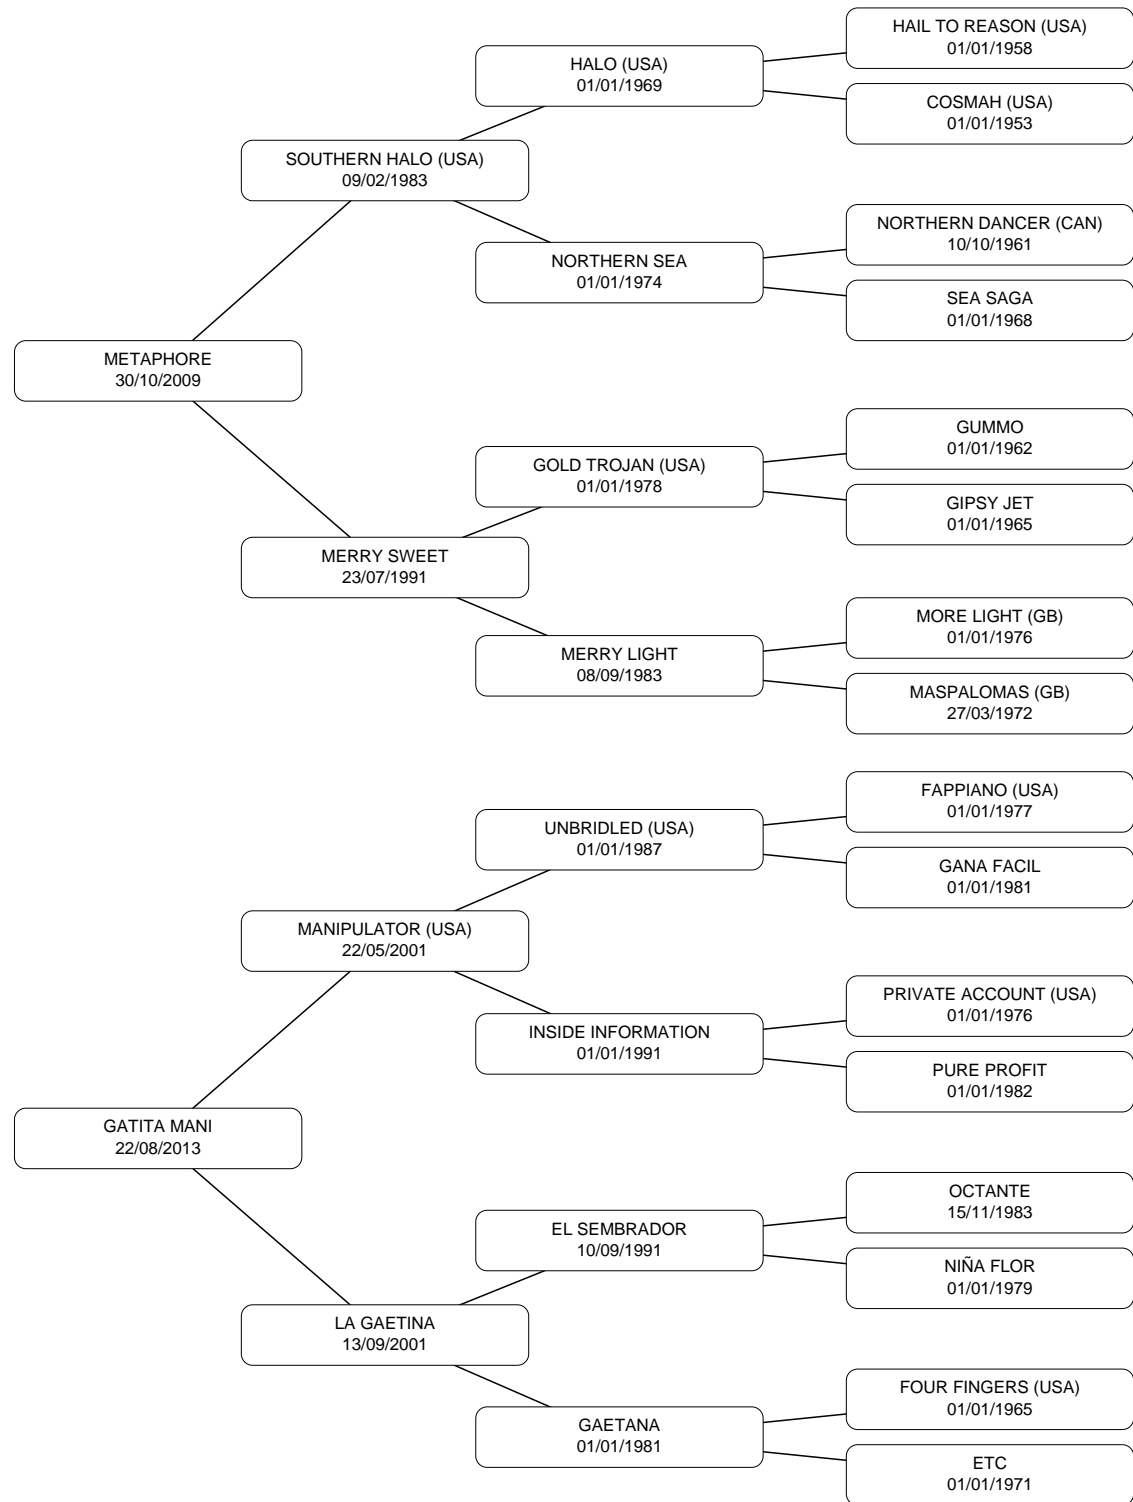 HAIL TO REASON (USA)
01/01/1958
HALO (USA)
01/01/1969
COSMAH (USA)
01/01/1953
SOUTHERN HALO (USA)
09/02/1983
NORTHERN DANCER (CAN)
10/10/1961
NORTHERN SEA
01/01/1974
SEA SAGA
01/01/1968
METAPHORE
30/10/2009
GUMMO
01/01/1962
GOLD TROJAN (USA)
01/01/1978
GIPSY JET
01/01/1965
MERRY SWEET
23/07/1991
MORE LIGHT (GB)
01/01/1976
MERRY LIGHT
08/09/1983
MASPALOMAS (GB)
27/03/1972
FAPPIANO (USA)
01/01/1977
UNBRIDLED (USA)
01/01/1987
GANA FACIL
01/01/1981
MANIPULATOR (USA)
22/05/2001
PRIVATE ACCOUNT (USA)
01/01/1976
INSIDE INFORMATION
01/01/1991
PURE PROFIT
01/01/1982
GATITA MANI
22/08/2013
OCTANTE
15/11/1983
EL SEMBRADOR
10/09/1991
NIÑA FLOR
01/01/1979
LA GAETINA
13/09/2001
FOUR FINGERS (USA)
01/01/1965
GAETANA
01/01/1981
ETC
01/01/1971